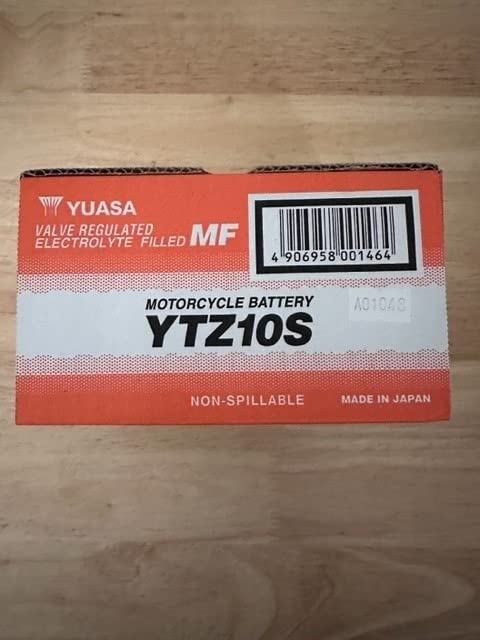 YUASA
VALVE REGULATED
ELECTROLYTE FILLED MF
4 906958 001464
MOTORCYCLE BATTERY
YTZ10S
A01048
NON-SPILLABLE
MADE IN JAPAN